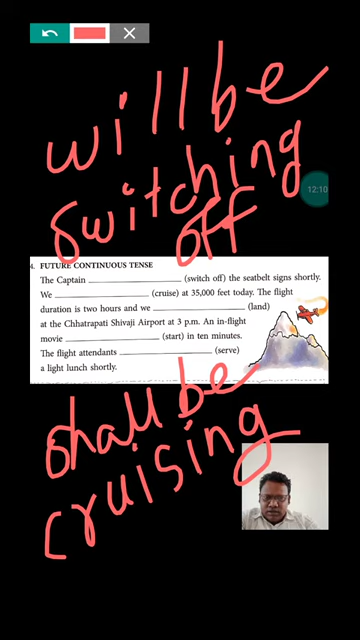 will be
switching
off
12:10
4. FUTURE CONTINUOUS TENSE
The Captain ____________ (switch off) the seatbelt signs shortly.
We ____________ (cruise) at 35,000 feet today. The flight
duration is two hours and we ____________ (land)
at the Chhatrapati Shivaji Airport at 3 p.m. An in-flight
movie ____________ (start) in ten minutes.
The flight attendants ____________ (serve)
a light lunch shortly.
shall be
cruising